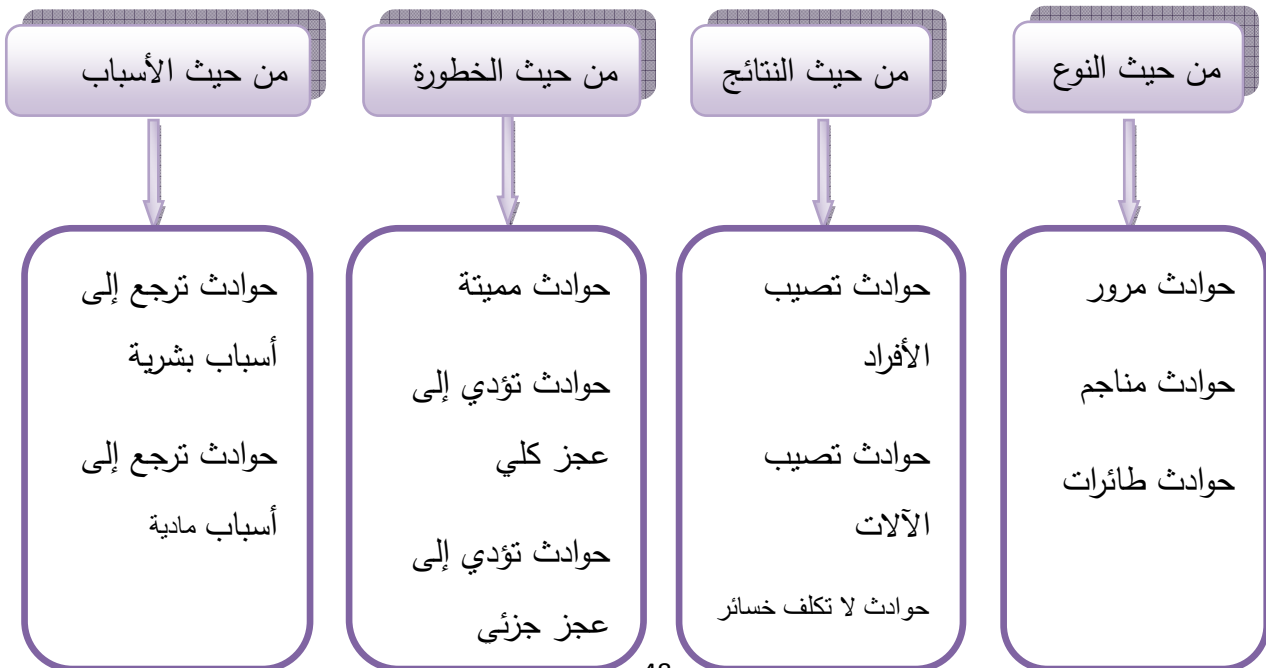 من حيث النوع
من حيث النتائج
من حيث الخطورة
من حيث الأسباب
حوادث مرور
حوادث مناجم
حوادث طائرات
حوادث تصيب
الأفراد
حوادث تصيب
الآلات
حوادث لا تكلف خسائر
حوادث مميتة
حوادث تؤدي إلى
عجز كلي
حوادث تؤدي إلى
عجز جزئي
حوادث ترجع إلى
أسباب بشرية
حوادث ترجع إلى
أسباب مادية